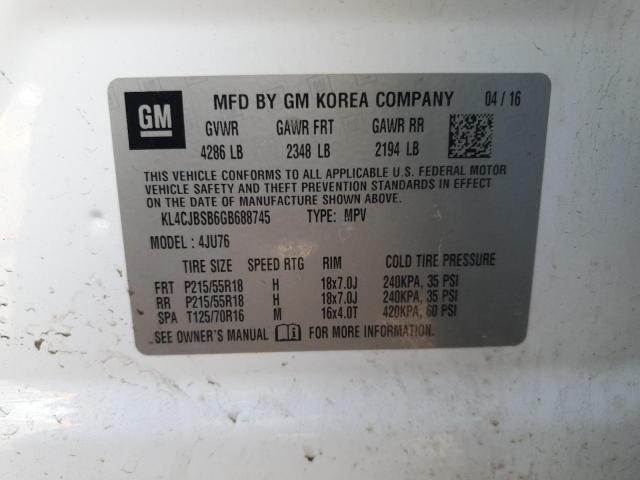 GM MFD BY GM KOREA COMPANY 04 / 16
GVWR GAWR FRT GAWR RR
4286 LB 2348 LB 2194 LB
THIS VEHICLE CONFORMS TO ALL APPLICABLE U.S. FEDERAL MOTOR
VEHICLE SAFETY AND THEFT PREVENTION STANDARDS IN EFFECT
ON THE DATE OF MANUFACTURE SHOWN ABOVE.
KL4CJBSB6GB688745 TYPE: MPV
MODEL : 4JU76
TIRE SIZE SPEED RTG RIM COLD TIRE PRESSURE
FRT P215/55R18 H 18x7.0J 240KPA, 35 PSI
RR P215/55R18 H 18x7.0J 240KPA, 35 PSI
SPA T125/70R16 M 16x4.0T 420KPA, 60 PSI
SEE OWNER'S MANUAL FOR MORE INFORMATION.